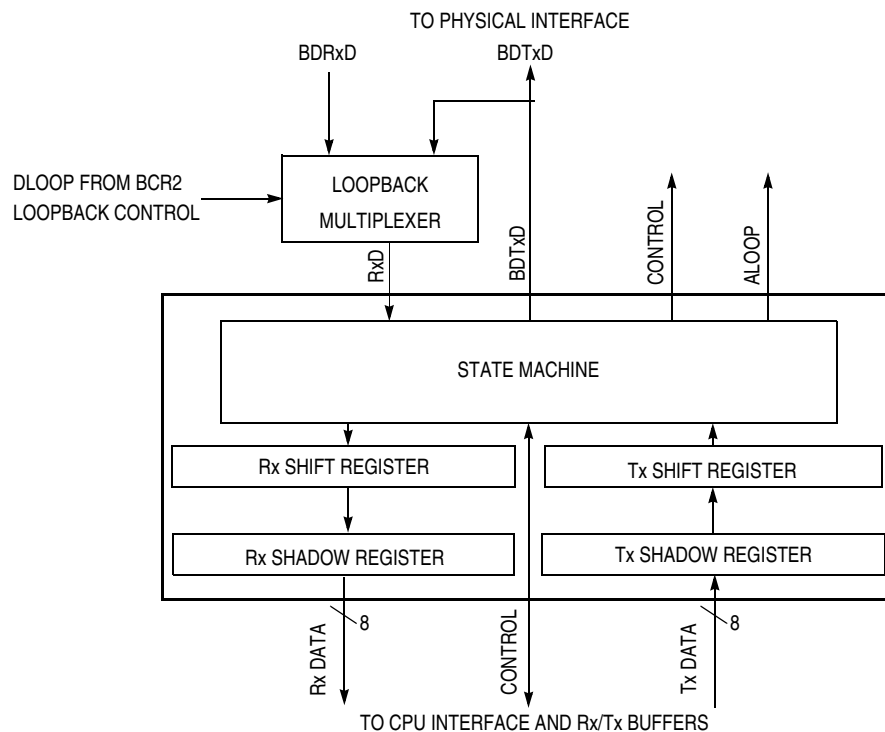 TO PHYSICAL INTERFACE
BDRxD
BDTxD
DLOOP FROM BCR2
LOOPBACK CONTROL
LOOPBACK
MULTIPLEXER
RxD
BDTxD
CONTROL
ALOOP
STATE MACHINE
Rx SHIFT REGISTER
Tx SHIFT REGISTER
Rx SHADOW REGISTER
Tx SHADOW REGISTER
Rx DATA
8
CONTROL
Tx DATA
8
TO CPU INTERFACE AND Rx/Tx BUFFERS